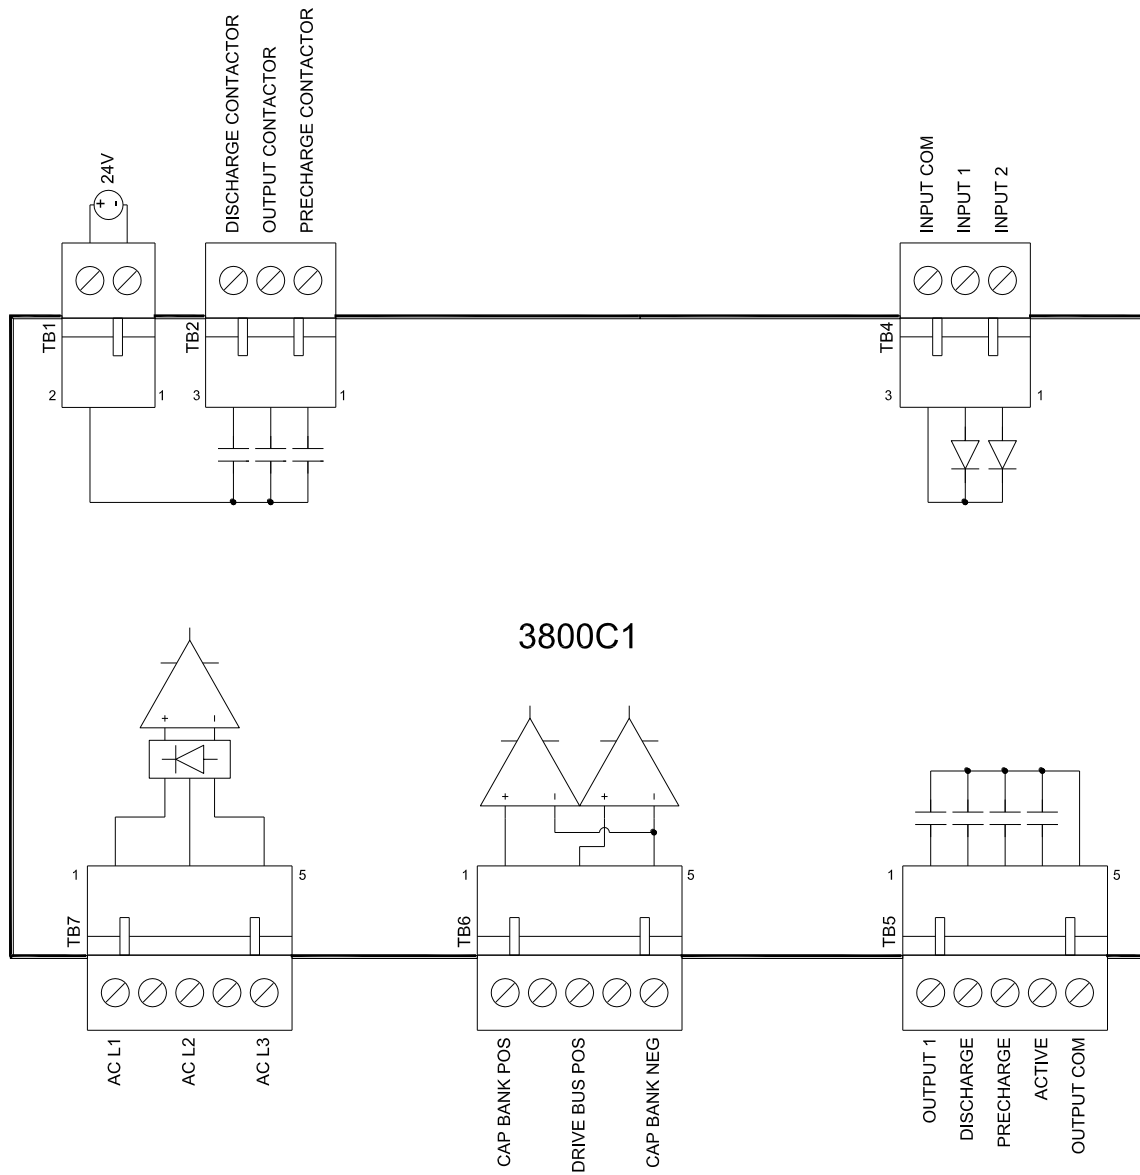 24V
+
-
DISCHARGE CONTACTOR
OUTPUT CONTACTOR
PRECHARGE CONTACTOR
INPUT COM
INPUT 1
INPUT 2
TB1
2
1
TB2
3
1
TB4
3
1
3800C1
+
-
+
-
+
-
1
5
TB7
AC L1
AC L2
AC L3
1
5
TB6
CAP BANK POS
DRIVE BUS POS
CAP BANK NEG
1
5
TB5
OUTPUT 1
DISCHARGE
PRECHARGE
ACTIVE
OUTPUT COM